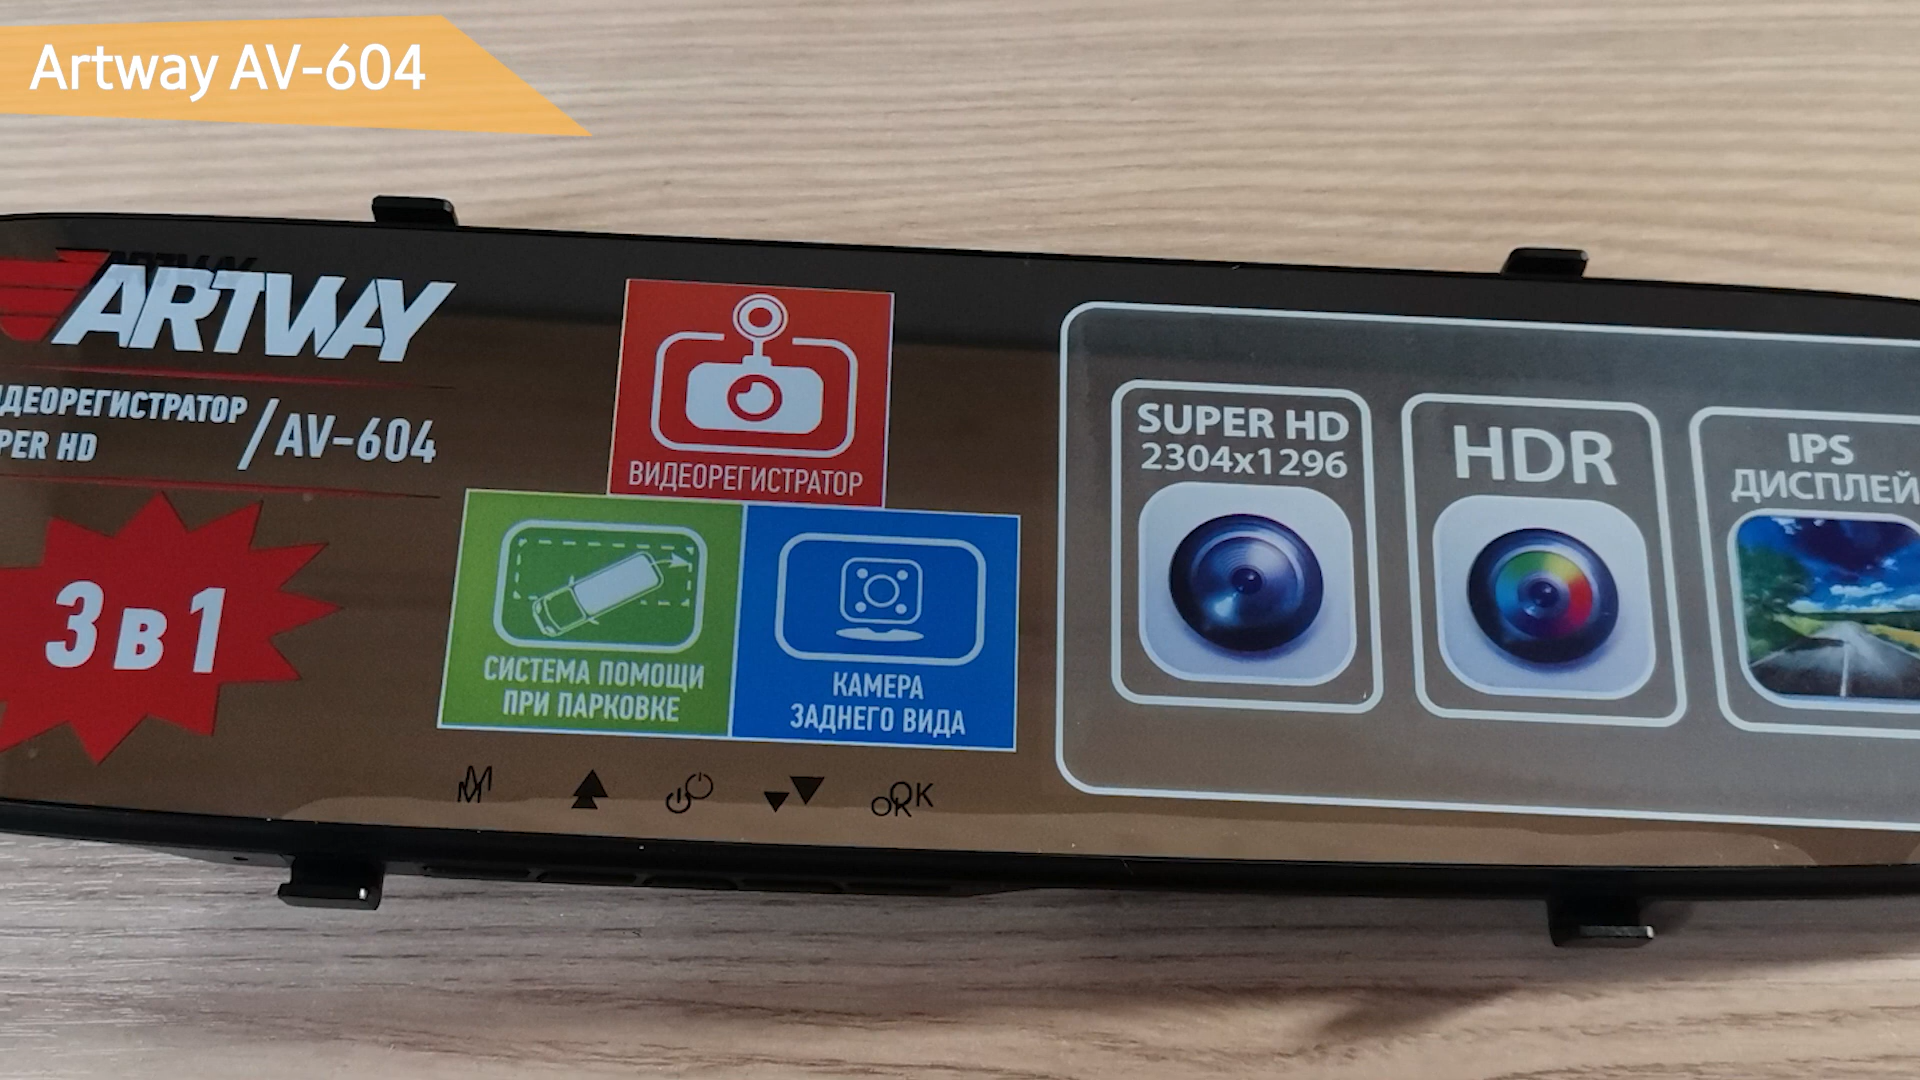 Artway AV-604
ARTWAY
ДЕОРЕГИСТРАТОР
PER HD
/AV-604
3 в 1
ВИДЕОРЕГИСТРАТОР
СИСТЕМА ПОМОЩИ
ПРИ ПАРКОВКЕ
КАМЕРА
ЗАДНЕГО ВИДА
SUPER HD
2304x1296
HDR
IPS
ДИСПЛЕЙ
M
OK